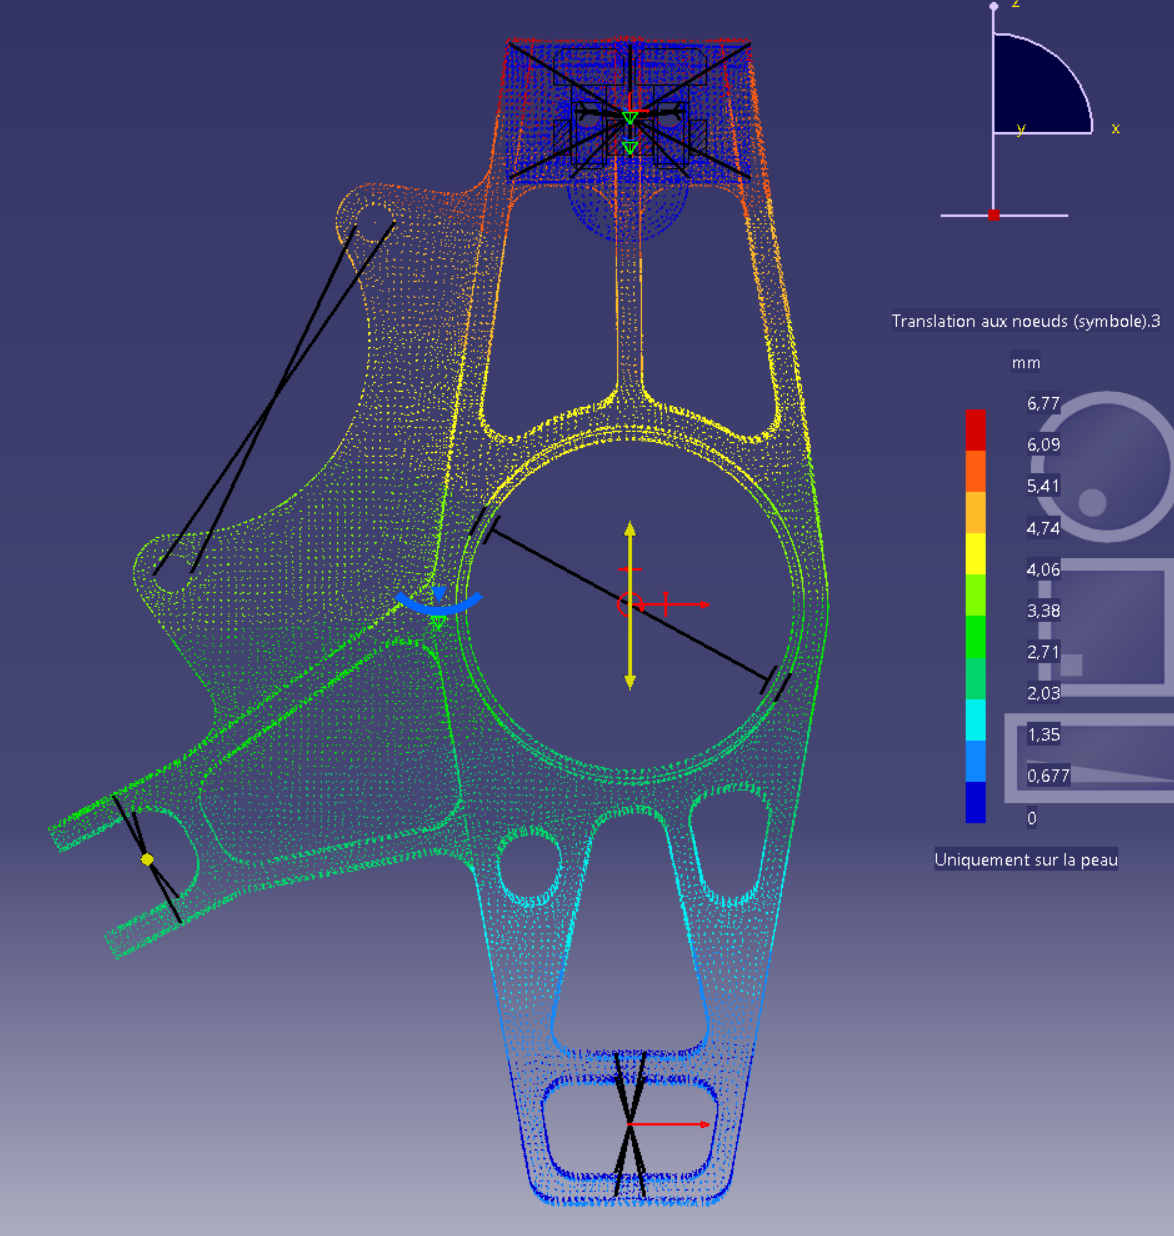 z
y
x
Translation aux noeuds (symbole).3
mm
6,77
6,09
5,41
4,74
4,06
3,38
2,71
2,03
1,35
0,677
0
Uniquement sur la peau